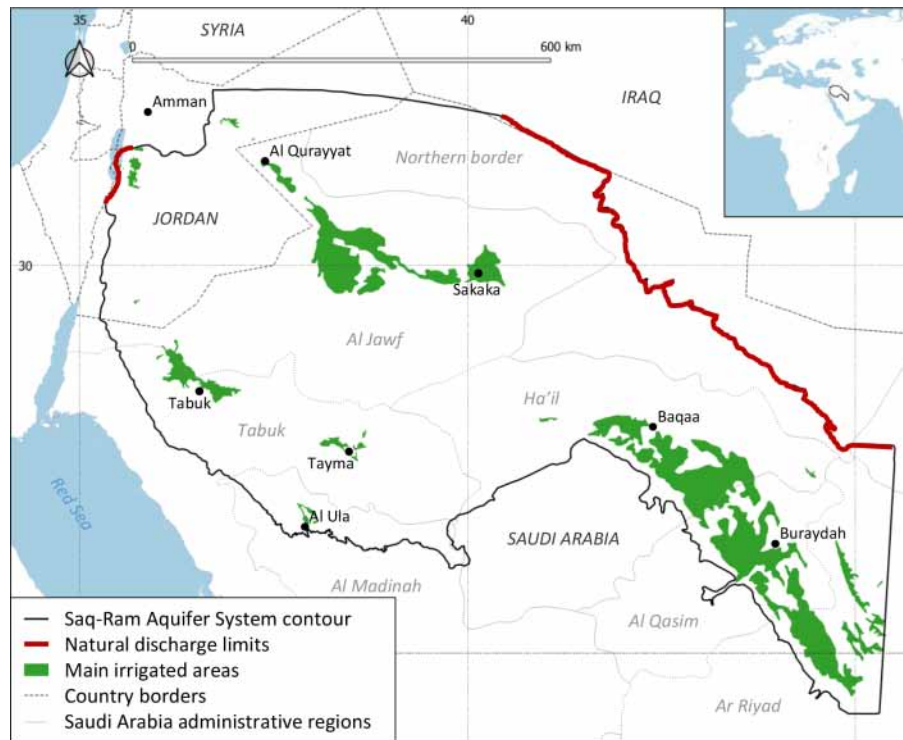 35
40
SYRIA
0
600 km
Amman
IRAQ
Al Qurayyat
Northern border
JORDAN
30
Sakaka
Al Jawf
Ha'il
Tabuk
Baqaa
Tabuk
Tayma
Red Sea
Al Ula
SAUDI ARABIA
Buraydah
Al Madinah
Al Qasim
Ar Riyad
Saq-Ram Aquifer System contour
Natural discharge limits
Main irrigated areas
Country borders
Saudi Arabia administrative regions